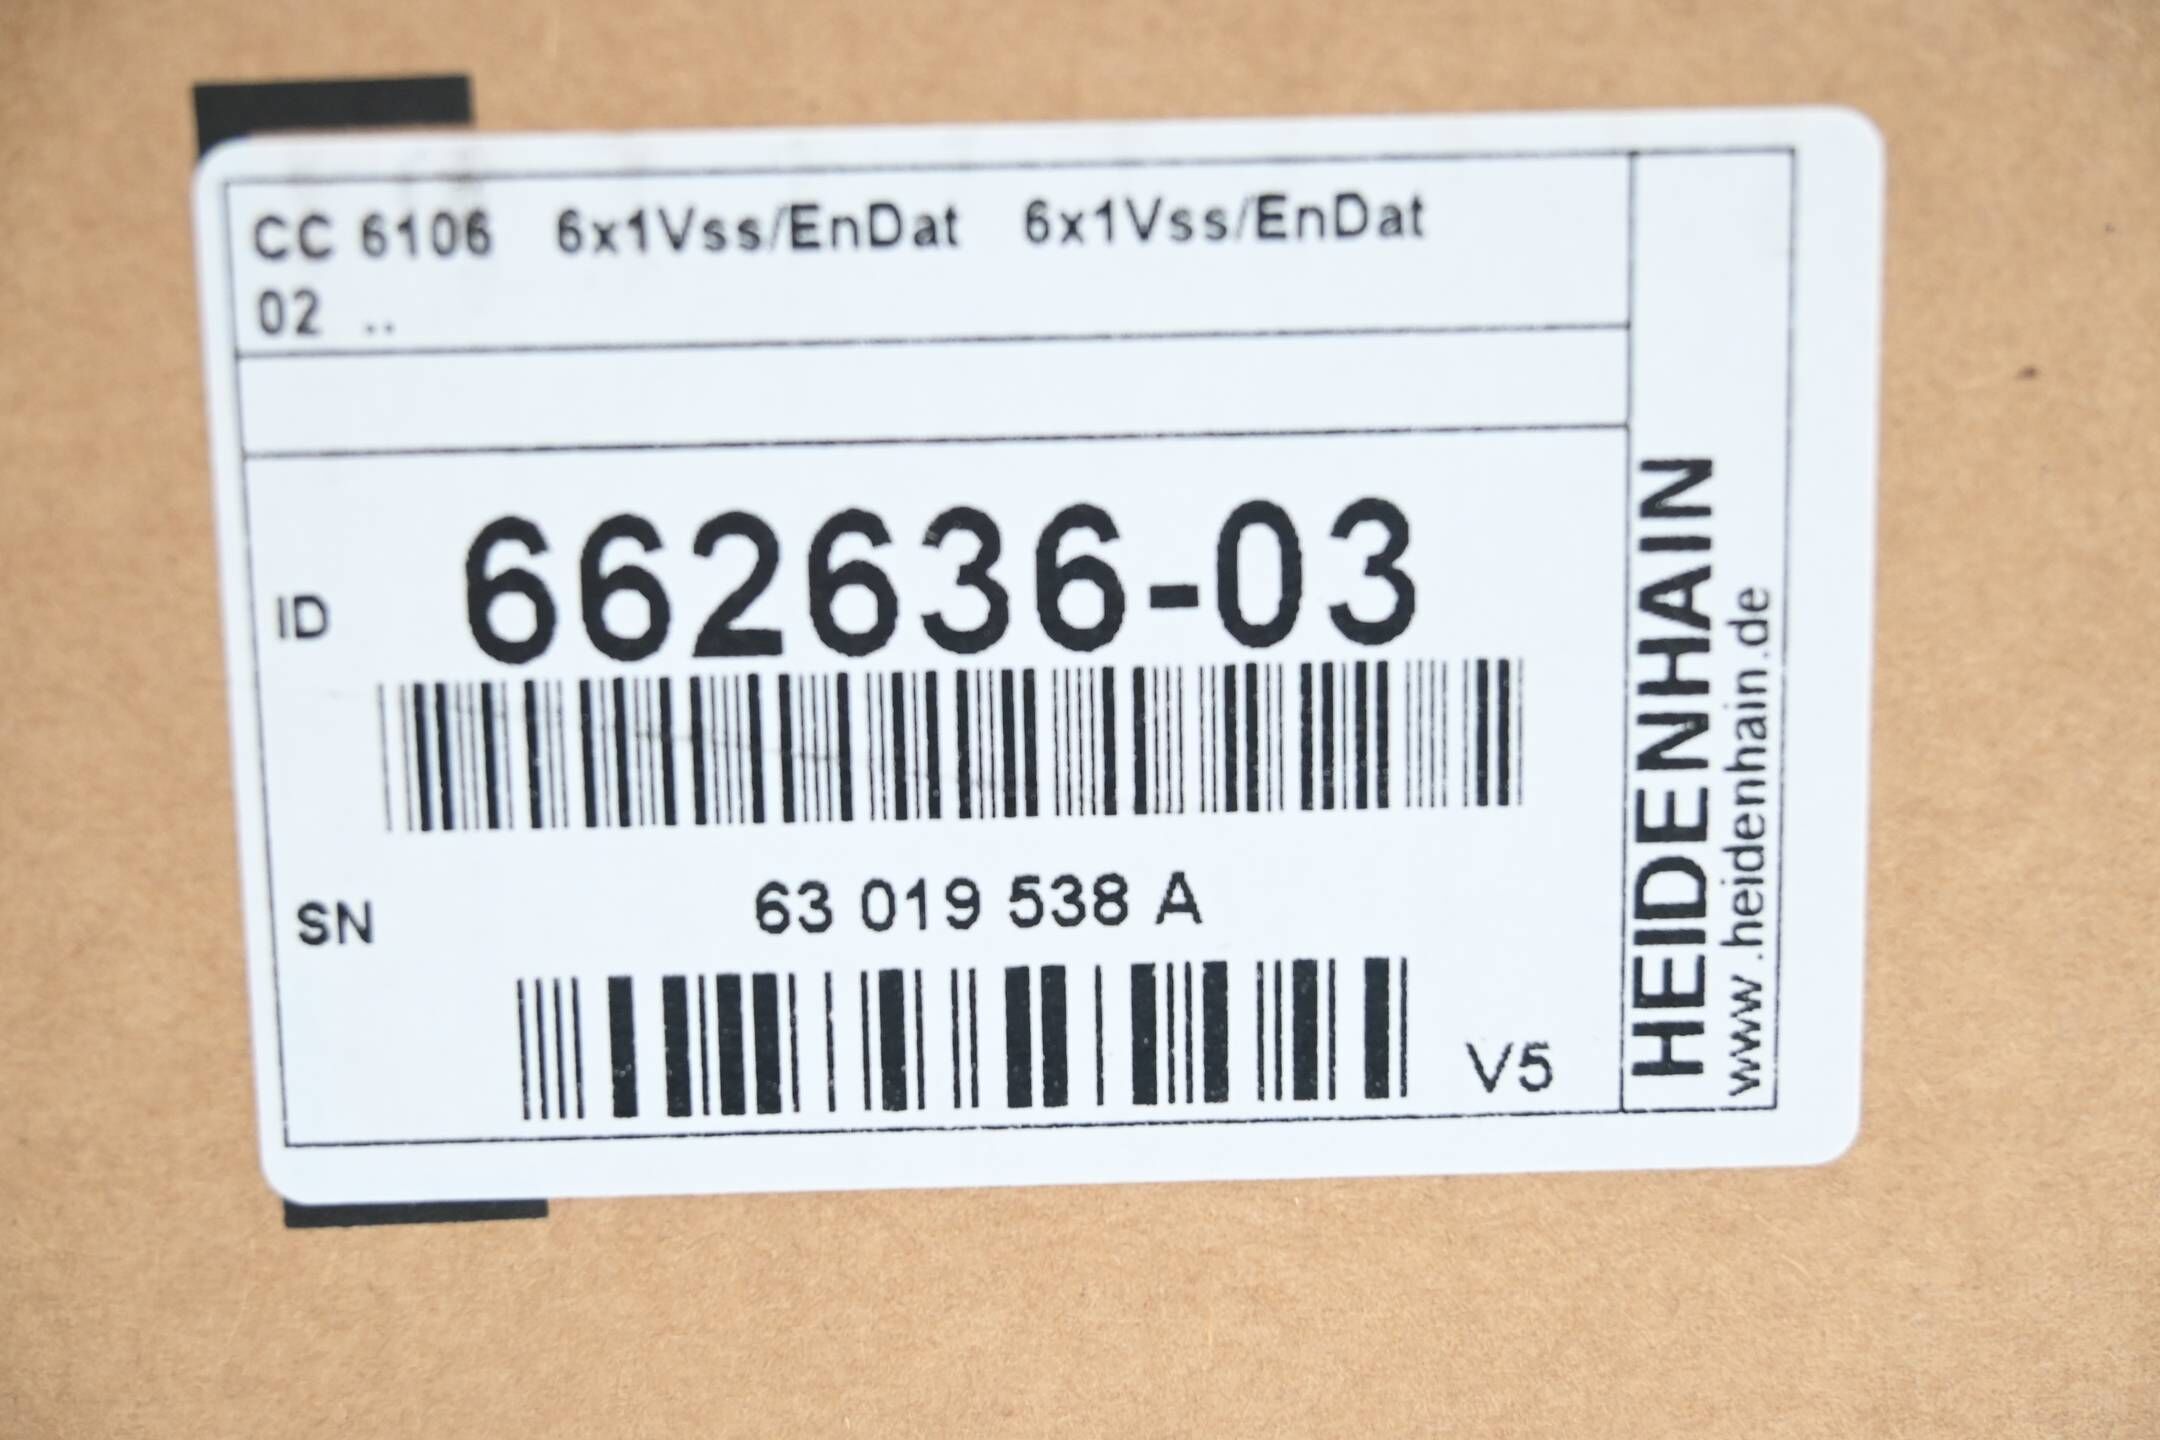 CC 6106 6x1Vss/EnDat 6x1Vss/EnDat
02 ..
ID 662636-03
SN 63 019 538 A
V5
HEIDENHAIN
www.heidenhain.de